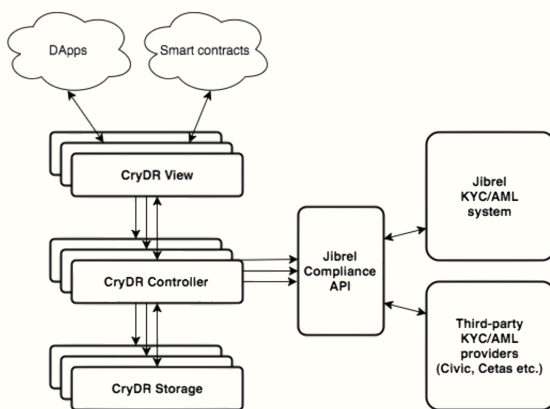 DApps
Smart contracts
CryDR View
CryDR Controller
CryDR Storage
Jibrel
Compliance
API
Jibrel
KYC/AML
system
Third-party
KYC/AML
providers
(Civic, Cetas etc.)